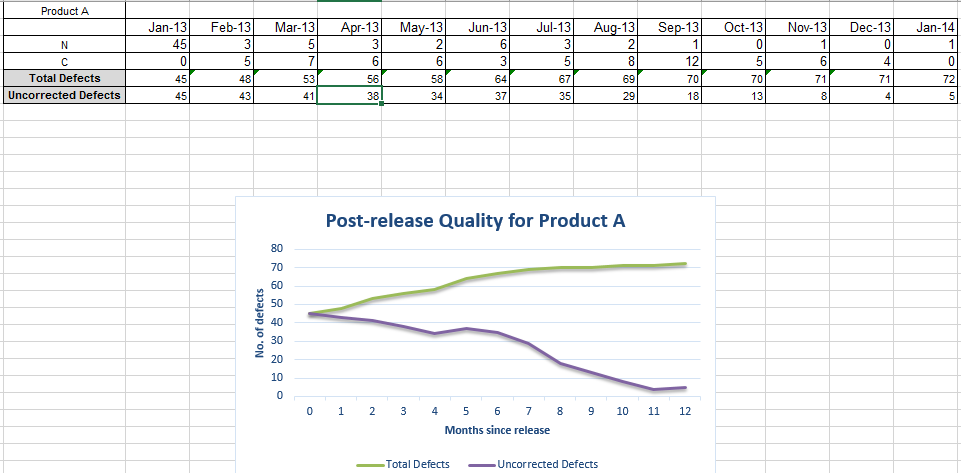 Product A
Jan-13 Feb-13 Mar-13 Apr-13 May-13 Jun-13 Jul-13 Aug-13 Sep-13 Oct-13 Nov-13 Dec-13 Jan-14
N 45 3 5 3 2 6 3 2 1 0 1 0 1
C 0 5 7 6 6 3 5 8 12 5 6 4 0
Total Defects 45 48 53 56 58 64 67 69 70 70 71 71 72
Uncorrected Defects 45 43 41 38 34 37 35 29 18 13 8 4 5
Post-release Quality for Product A
80
70
60
50
40
30
20
10
0
No. of defects
0 1 2 3 4 5 6 7 8 9 10 11 12
Months since release
Total Defects Uncorrected Defects